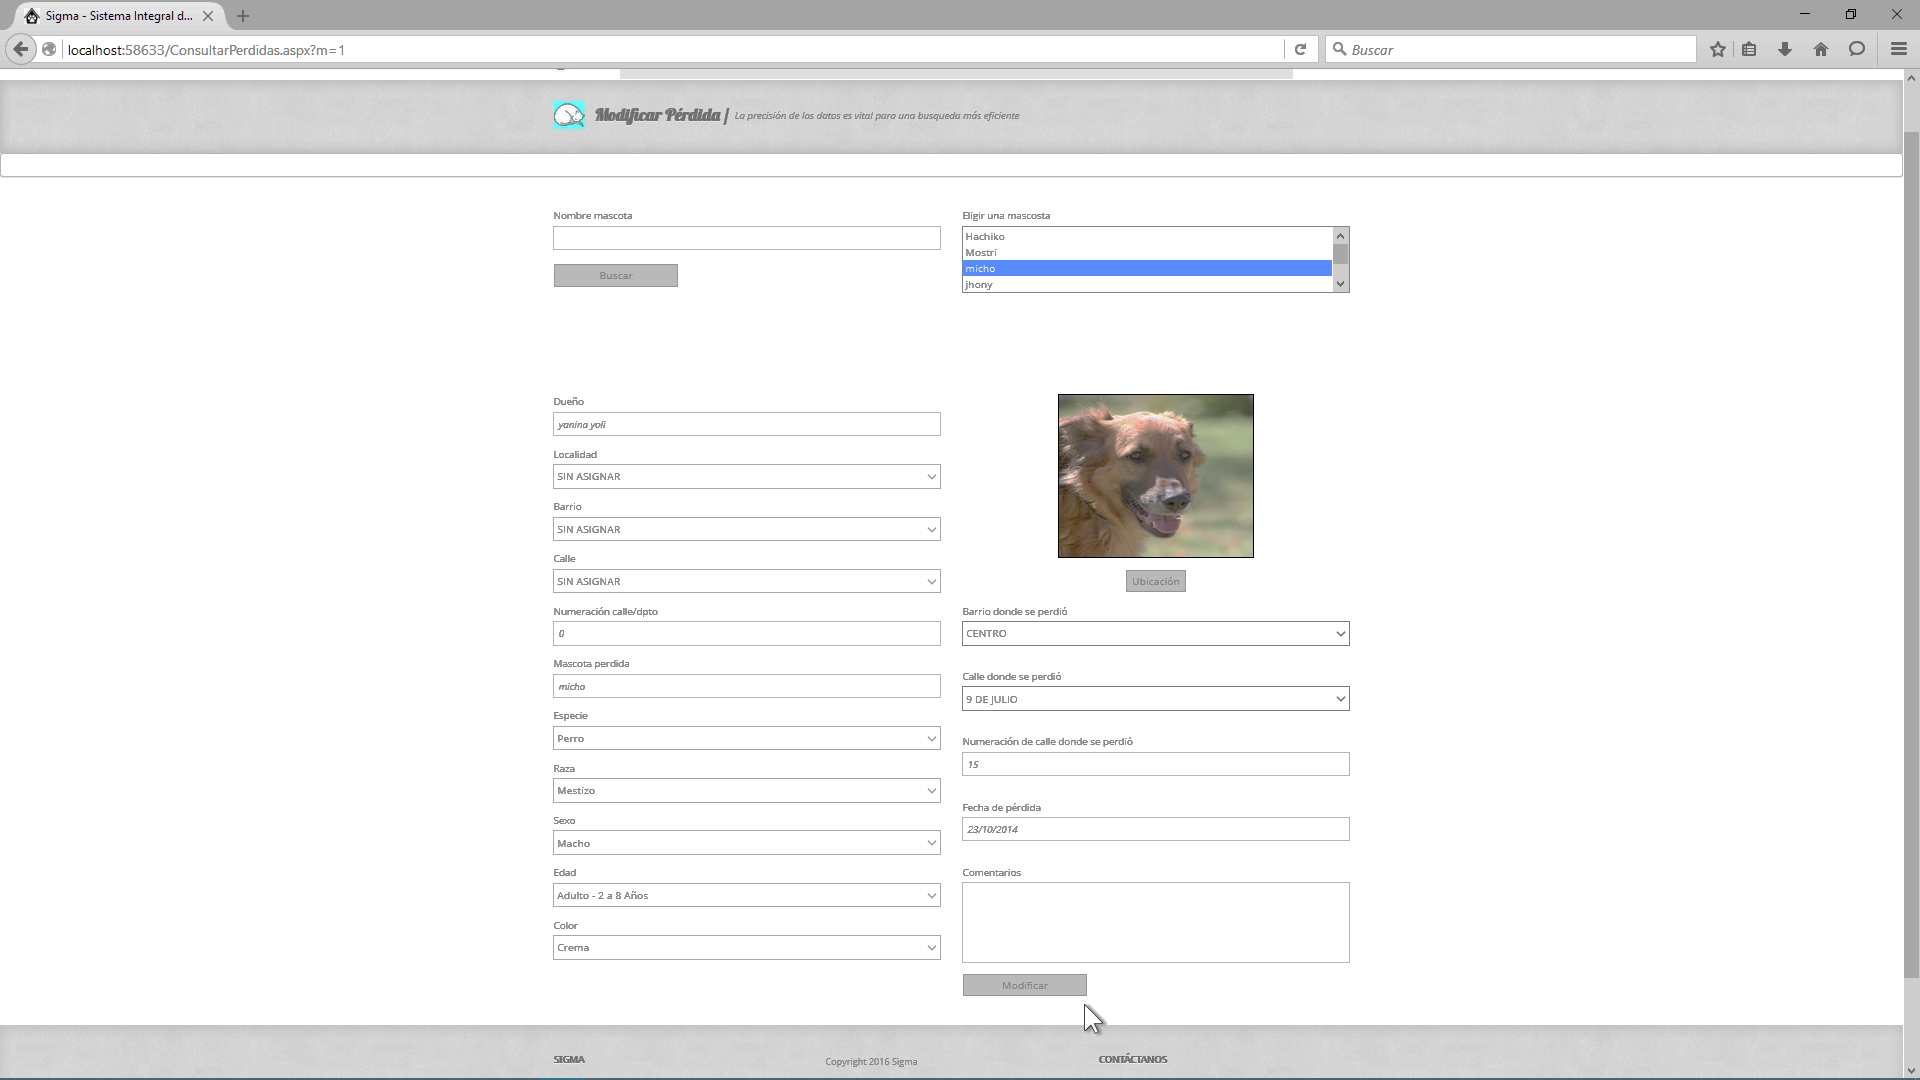 Sigma - Sistema Integral d...
localhost:58633/ConsultarPerdidas.aspx?m=1
Buscar
Modificar Pérdida | La precisión de los datos es vital para una busqueda más eficiente
Nombre mascota
Buscar
Eligir una mascosta
Hachiko
Mostri
micho
jhony
Dueño
yanina yoli
Localidad
SIN ASIGNAR
Barrio
SIN ASIGNAR
Calle
SIN ASIGNAR
Numeración calle/dpto
0
Mascota perdida
micho
Especie
Perro
Raza
Mestizo
Sexo
Macho
Edad
Adulto - 2 a 8 Años
Color
Crema
Ubicación
Barrio donde se perdió
CENTRO
Calle donde se perdió
9 DE JULIO
Numeración de calle donde se perdió
15
Fecha de pérdida
23/10/2014
Comentarios
Modificar
SIGMA
Copyright 2016 Sigma
CONTÁCTANOS